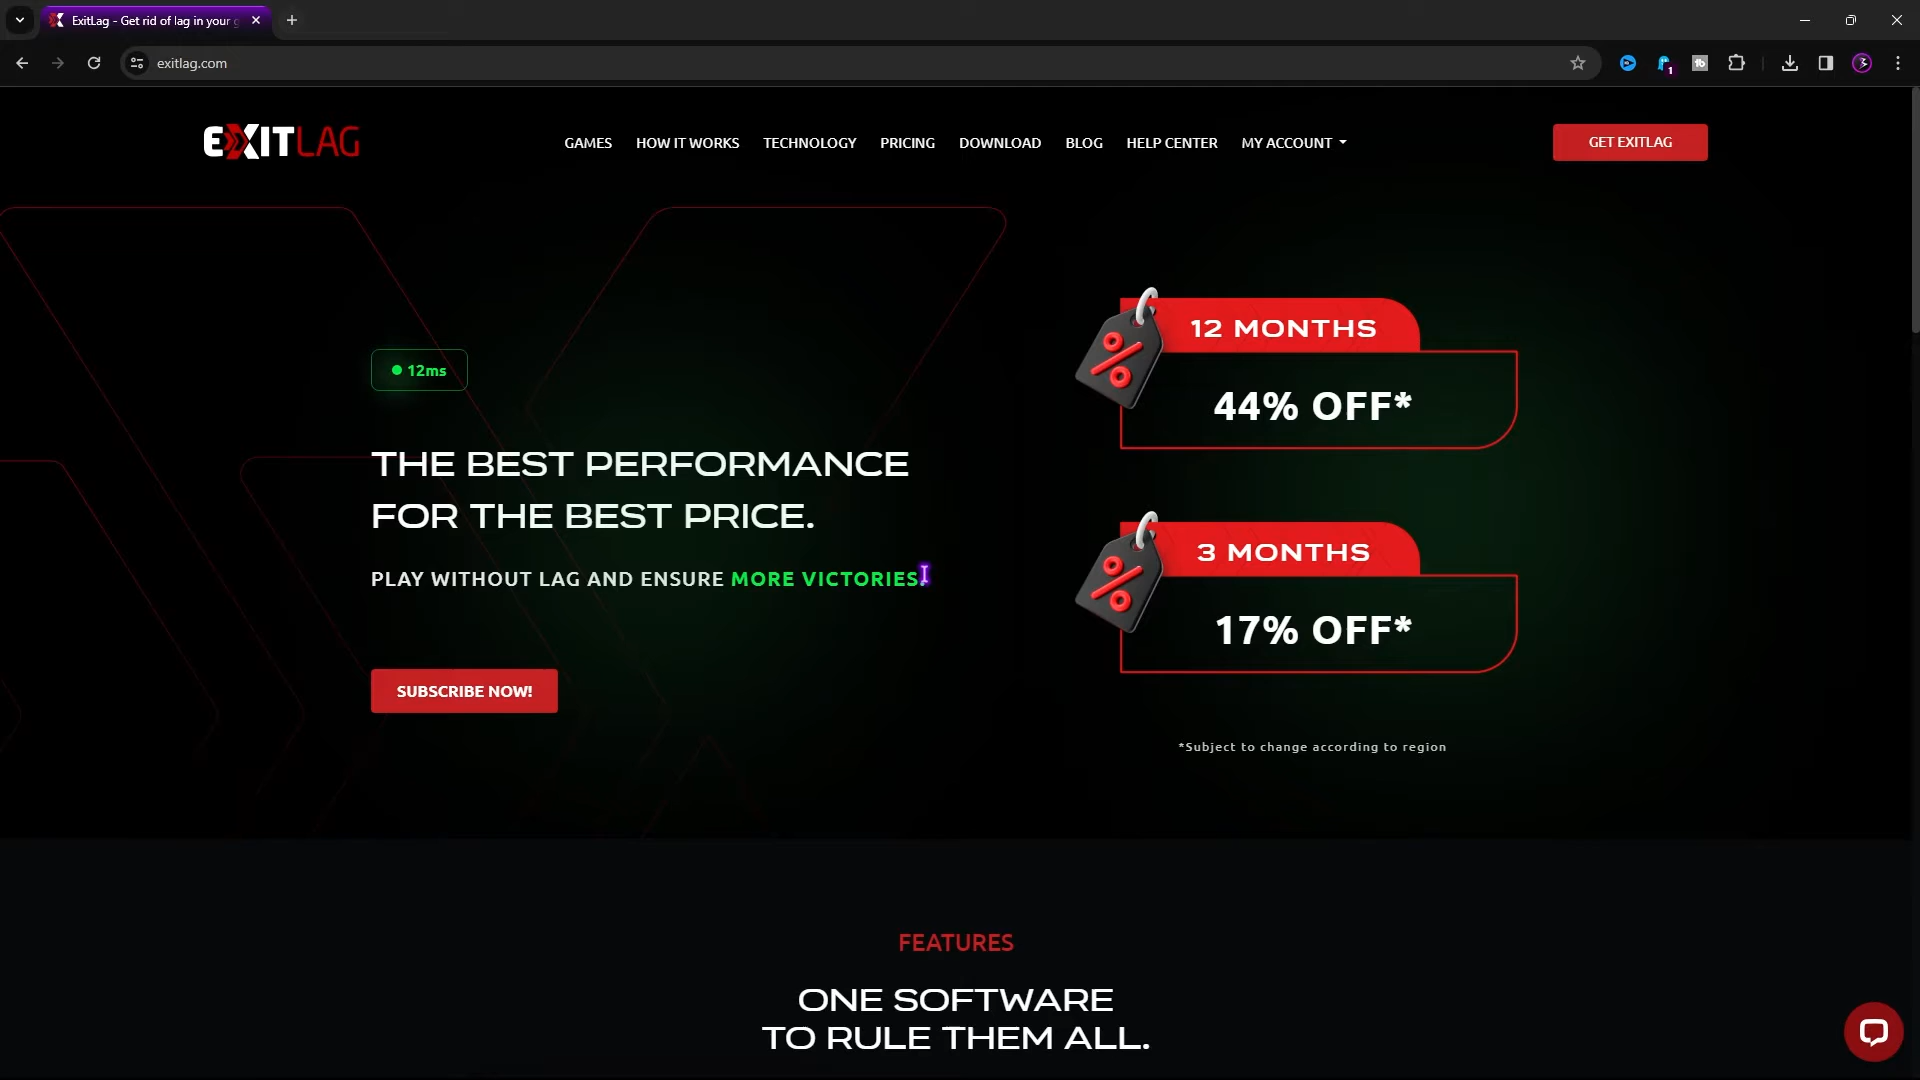 ExitLag - Get rid of lag in your g
exitlag.com
1
EXITLAG
GAMES HOW IT WORKS TECHNOLOGY PRICING DOWNLOAD BLOG HELP CENTER MY ACCOUNT
GET EXITLAG
12ms
THE BEST PERFORMANCE
FOR THE BEST PRICE.
PLAY WITHOUT LAG AND ENSURE MORE VICTORIES.
SUBSCRIBE NOW!
12 MONTHS
44% OFF*
3 MONTHS
17% OFF*
*Subject to change according to region
FEATURES
ONE SOFTWARE
TO RULE THEM ALL.